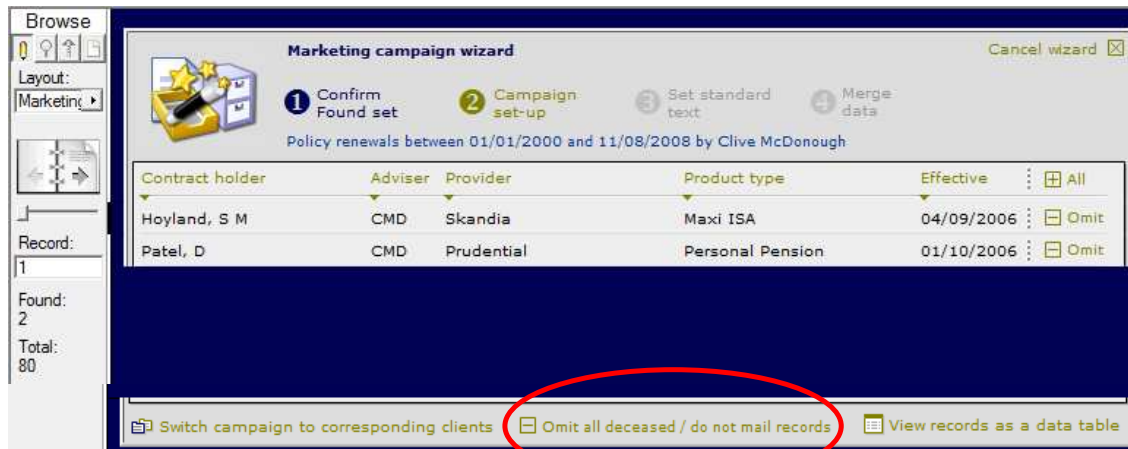 Browse
Layout:
Marketing
Record:
1
Found:
2
Total:
80
Marketing campaign wizard
Cancel wizard
1 Confirm Found set
2 Campaign set-up
3 Set standard text
4 Merge data
Policy renewals between 01/01/2000 and 11/08/2008 by Clive McDonough
Contract holder Adviser Provider Product type Effective All
Hoyland, S M CMD Skandia Maxi ISA 04/09/2006 Omit
Patel, D CMD Prudential Personal Pension 01/10/2006 Omit
Switch campaign to corresponding clients Omit all deceased / do not mail records View records as a data table